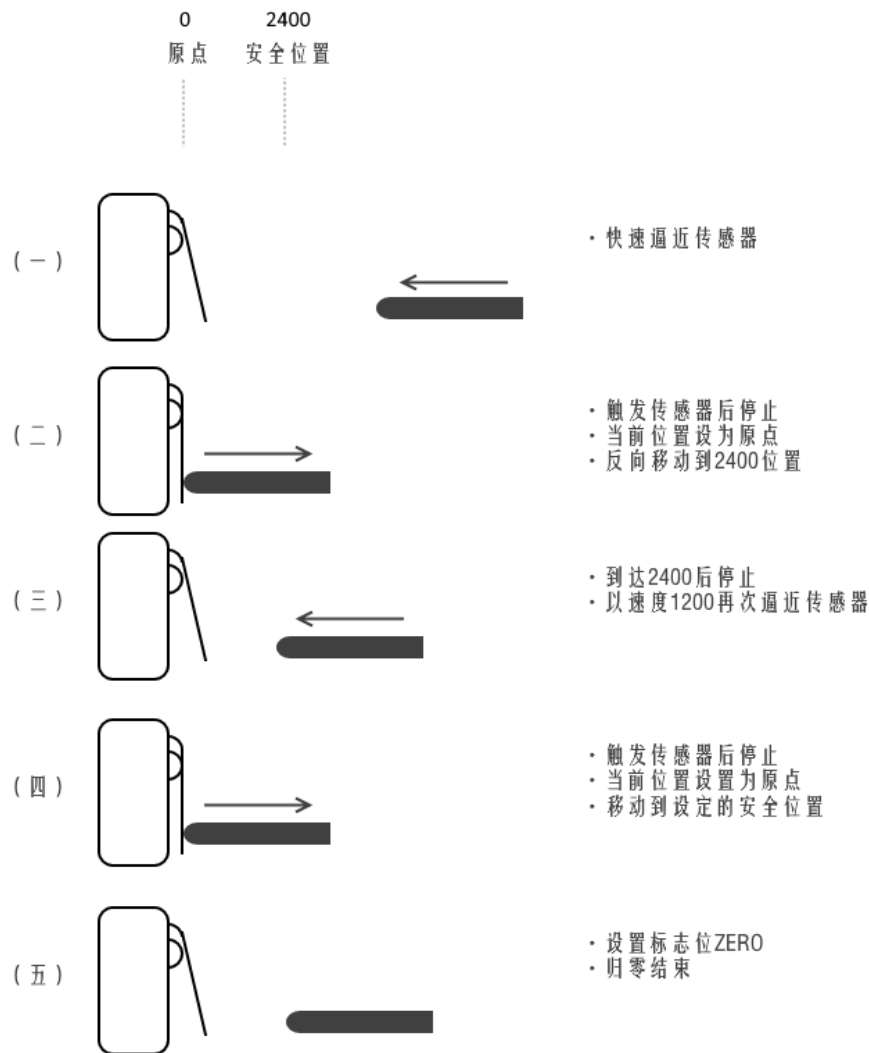 0 2400
原点 安全位置
(一)
· 快速逼近传感器
(二)
· 触发传感器后停止
· 当前位置设为原点
· 反向移动到2400位置
(三)
· 到达2400后停止
· 以速度1200再次逼近传感器
(四)
· 触发传感器后停止
· 当前位置设置为原点
· 移动到设定的安全位置
(五)
· 设置标志位ZERO
· 归零结束